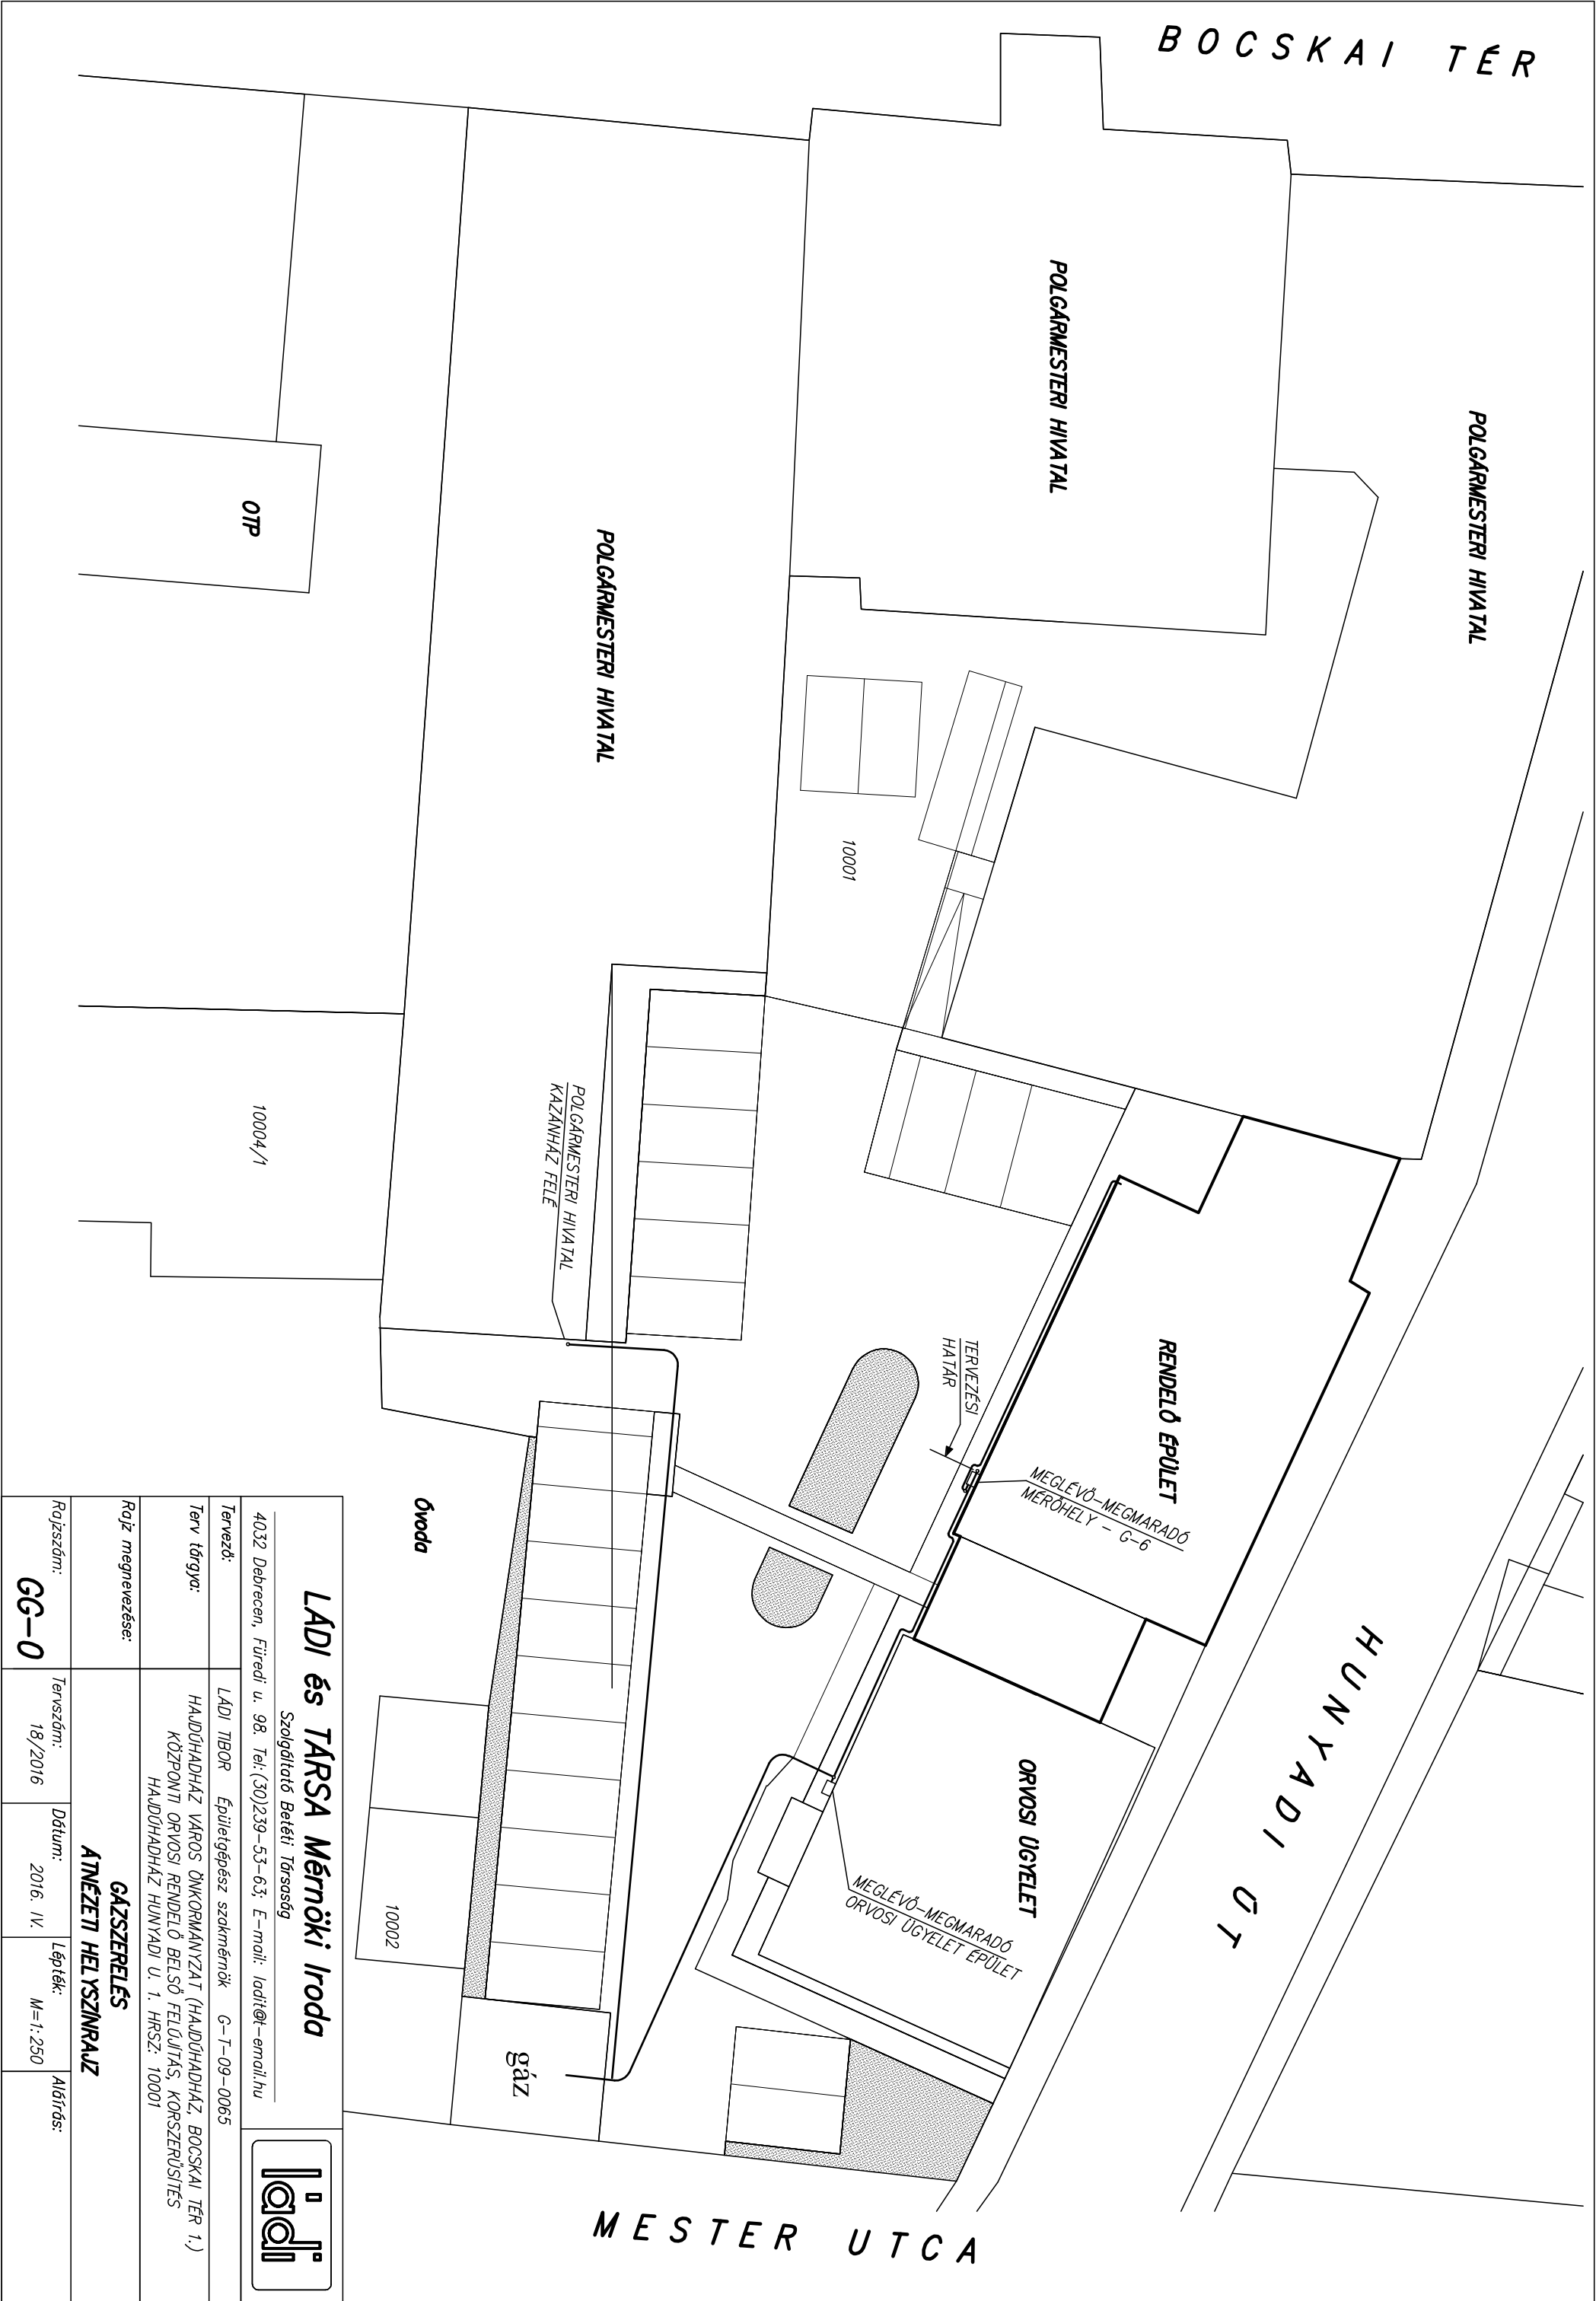 BOCSKAI TÉR
POLGÁRMESTERI HIVATAL
POLGÁRMESTERI HIVATAL
POLGÁRMESTERI HIVATAL
OTP
10001
10004/1
POLGÁRMESTERI HIVATAL
KAZÁNHÁZ FELÉ
TERVEZÉSI
HATÁR
RENDELŐ ÉPÜLET
MEGLÉVŐ-MEGMARADÓ
MÉRŐHELY - G-6
HUNYADI ÚT
ORVOSI ÜGYELET
MEGLÉVŐ-MEGMARADÓ
ORVOSI ÜGYELET ÉPÜLET
Óvoda
10002
gáz
MESTER UTCA
LÁDI és TÁRSA Mérnöki Iroda
Szolgáltató Betéti Társaság
4032 Debrecen, Füredi u. 98. Tel:(30)239-53-63; E-mail: ladit@t-email.hu
ládi
Tervező: LÁDI TIBOR Épületgépész szakmérnök G-T-09-0065
Terv tárgya: HAJDÚHADHÁZ VÁROS ÖNKORMÁNYZAT (HAJDÚHADHÁZ, BOCSKAI TÉR 1.)
KÖZPONTI ORVOSI RENDELŐ BELSŐ FELÚJÍTÁS, KORSZERŰSÍTÉS
HAJDÚHADHÁZ HUNYADI U. 1. HRSZ: 10001
Rajz megnevezése: GÁZSZERELÉS
ÁTNÉZETI HELYSZÍNRAJZ
Rajzszám: GG-0
Tervszám: 18/2016
Dátum: 2016. IV.
Lépték: M=1:250
Aláírás: